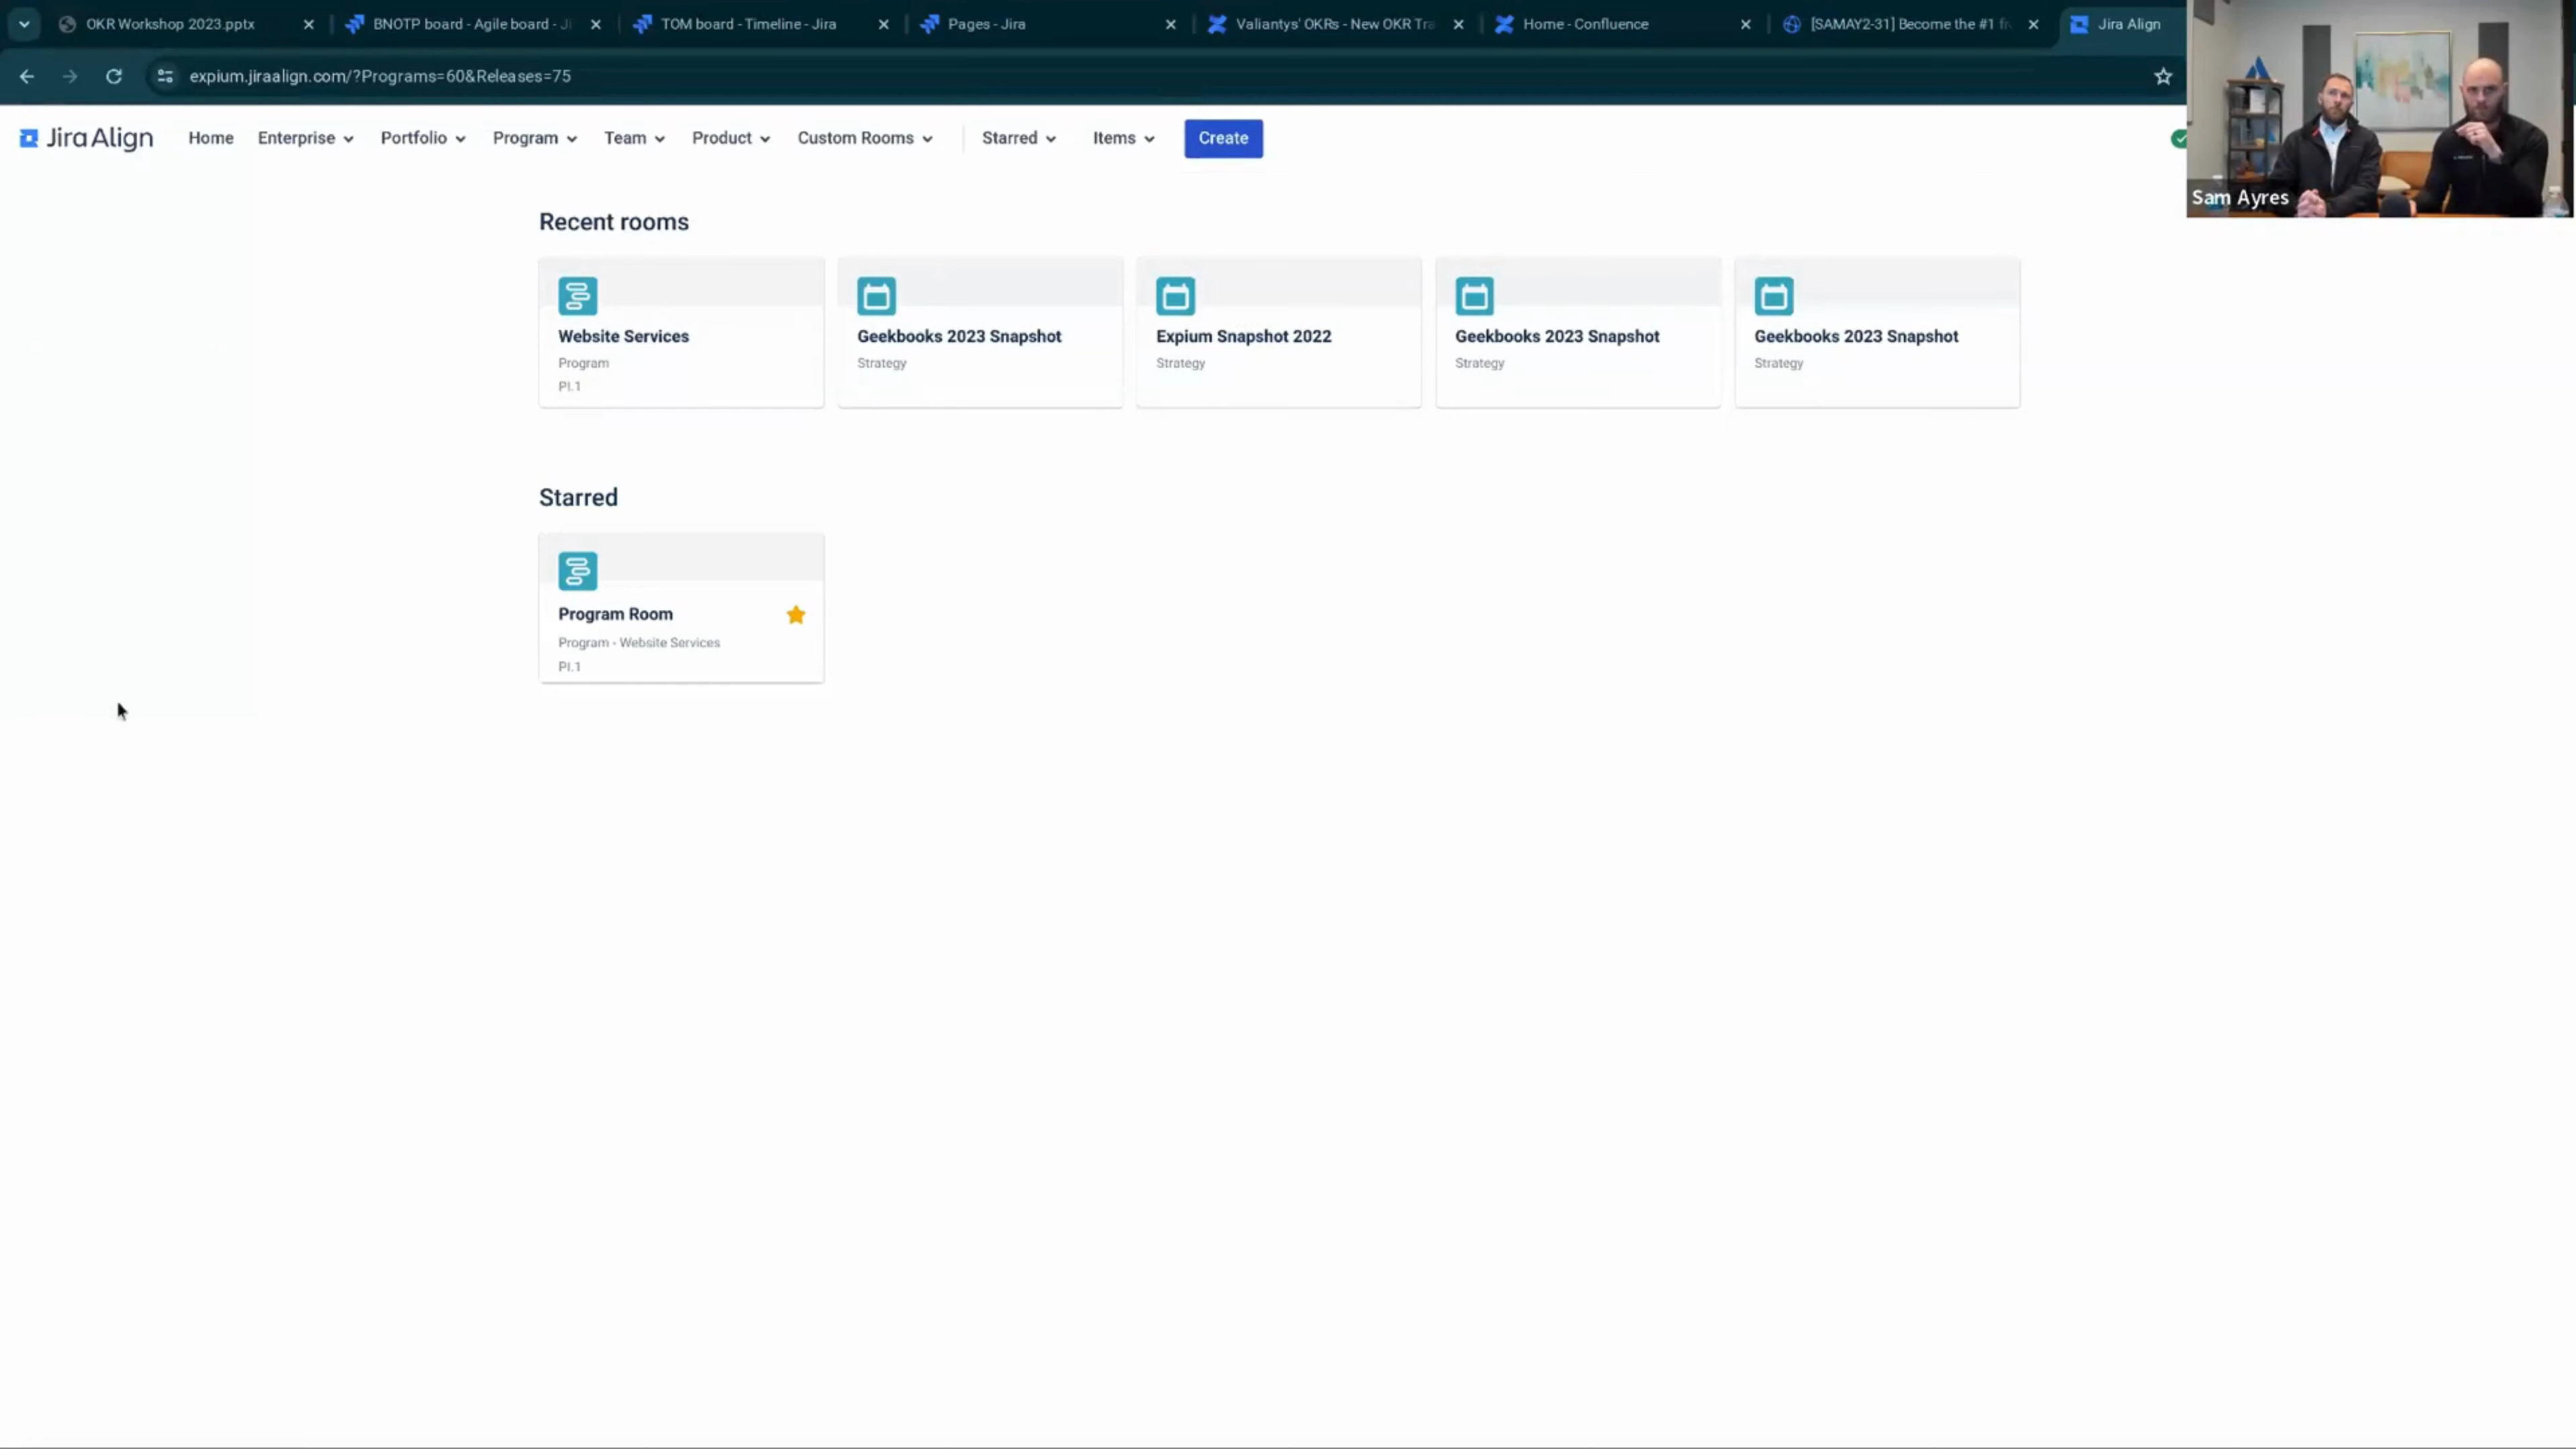 OKR Workshop 2023.pptx
BNOTP board - Agile board - Ji
TOM board - Timeline - Jira
Pages - Jira
Valiantys' OKRs - New OKR Tra
Home - Confluence
[SAMAY2-31] Become the #1 fr
Jira Align
expium.jiraalign.com/?Programs=60&Releases=75
Jira Align
Home
Enterprise
Portfolio
Program
Team
Product
Custom Rooms
Starred
Items
Create
Sam Ayres
Recent rooms
Website Services
Program
PI.1
Geekbooks 2023 Snapshot
Strategy
Expium Snapshot 2022
Strategy
Geekbooks 2023 Snapshot
Strategy
Geekbooks 2023 Snapshot
Strategy
Starred
Program Room
Program - Website Services
PI.1